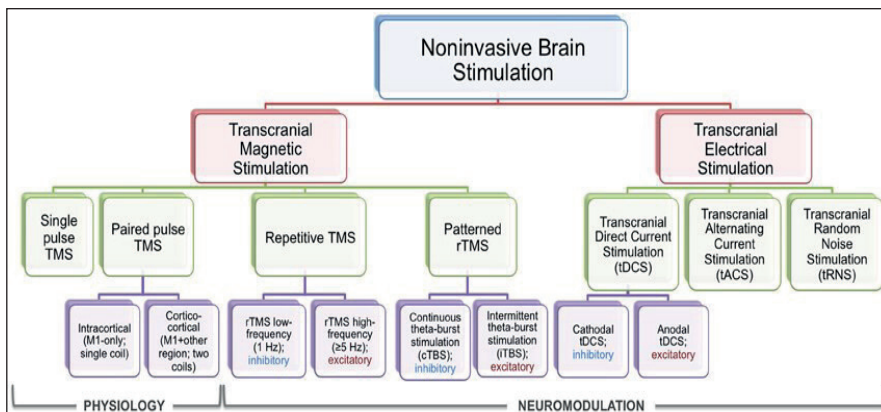 Noninvasive Brain
Stimulation
Transcranial
Magnetic
Stimulation
Transcranial
Electrical
Stimulation
Single
pulse
TMS
Paired pulse
TMS
Repetitive TMS
Patterned
rTMS
Transcranial
Direct Current
Stimulation
(tDCS)
Transcranial
Alternating
Current
Stimulation
(tACS)
Transcranial
Random
Noise
Stimulation
(tRNS)
Intracortical
(M1-only;
single coil)
Cortico-
cortical
(M1+other
region; two
coils)
rTMS low-
frequency
(1 Hz);
inhibitory
rTMS high-
frequency
(≥5 Hz);
excitatory
Continuous
theta-burst
stimulation
(cTBS);
inhibitory
Intermittent
theta-burst
stimulation
(iTBS);
excitatory
Cathodal
tDCS;
inhibitory
Anodal
tDCS;
excitatory
PHYSIOLOGY
NEUROMODULATION